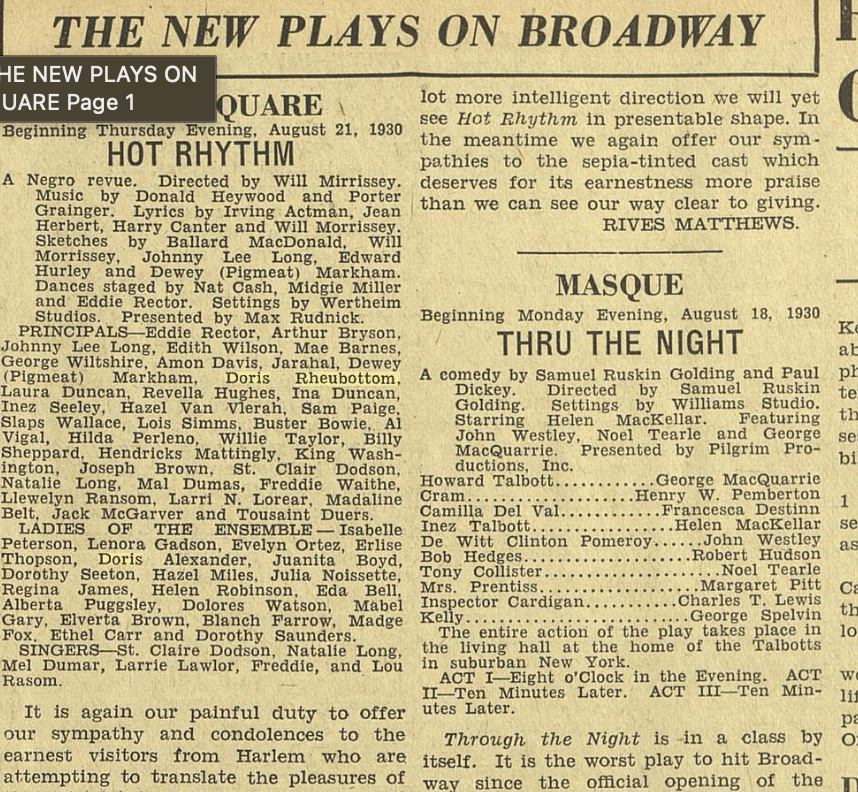 THE NEW PLAYS ON BROADWAY
HE NEW PLAYS ON
UARE Page 1
QUARE
Beginning Thursday Evening, August 21, 1930
HOT RHYTHM
A Negro revue. Directed by Will Mirrissey.
Music by Donald Heywood and Porter
Grainger. Lyrics by Irving Actman, Jean
Herbert, Harry Canter and Will Morrissey.
Sketches by Ballard MacDonald, Will
Morrissey, Johnny Lee Long, Edward
Hurley and Dewey (Pigmeat) Markham.
Dances staged by Nat Cash, Midgie Miller
and Eddie Rector. Settings by Wertheim
Studios. Presented by Max Rudnick.
PRINCIPALS—Eddie Rector, Arthur Bryson,
Johnny Lee Long, Edith Wilson, Mae Barnes,
George Wiltshire, Amon Davis, Jarahal, Dewey
(Pigmeat) Markham, Doris Rheubottom,
Laura Duncan, Revella Hughes, Ina Duncan,
Inez Seeley, Hazel Van Vlerah, Sam Paige,
Slaps Wallace, Lois Simms, Buster Bowie, Al
Vigal, Hilda Perleno, Willie Taylor, Billy
Sheppard, Hendricks Mattingly, King Wash-
ington, Joseph Brown, St. Clair Dodson,
Natalie Long, Mal Dumas, Freddie Waithe,
Llewelyn Ransom, Larri N. Lorear, Madaline
Belt, Jack McGarver and Tousaint Duers.
LADIES OF THE ENSEMBLE—Isabelle
Peterson, Lenora Gadson, Evelyn Ortez, Erlise
Thopson, Doris Alexander, Juanita Boyd,
Dorothy Seeton, Hazel Miles, Julia Noissette,
Regina James, Helen Robinson, Eda Bell,
Alberta Puggsley, Dolores Watson, Mabel
Gary, Elverta Brown, Blanch Farrow, Madge
Fox, Ethel Carr and Dorothy Saunders.
SINGERS—St. Claire Dodson, Natalie Long,
Mel Dumar, Larrie Lawlor, Freddie, and Lou
Rasom.
It is again our painful duty to offer
our sympathy and condolences to the
earnest visitors from Harlem who are
attempting to translate the pleasures of
lot more intelligent direction we will yet
see Hot Rhythm in presentable shape. In
the meantime we again offer our sym-
pathies to the sepia-tinted cast which
deserves for its earnestness more praise
than we can see our way clear to giving.
RIVES MATTHEWS.
MASQUE
Beginning Monday Evening, August 18, 1930
THRU THE NIGHT
A comedy by Samuel Ruskin Golding and Paul
Dickey. Directed by Samuel Ruskin
Golding. Settings by Williams Studio.
Starring Helen MacKellar. Featuring
John Westley, Noel Tearle and George
MacQuarrie. Presented by Pilgrim Pro-
ductions, Inc.
Howard Talbott...........George MacQuarrie
Cram..................Henry W. Pemberton
Camilla Del Val...........Francesca Destinn
Inez Talbott................Helen MacKellar
De Witt Clinton Pomeroy......John Westley
Bob Hedges...................Robert Hudson
Tony Collister.....................Noel Tearle
Mrs. Prentiss..................Margaret Pitt
Inspector Cardigan..........Charles T. Lewis
Kelly.........................George Spelvin
The entire action of the play takes place in
the living hall at the home of the Talbotts
in suburban New York.
ACT I—Eight o'Clock in the Evening. ACT
II—Ten Minutes Later. ACT III—Ten Min-
utes Later.
Through the Night is in a class by
itself. It is the worst play to hit Broad-
way since the official opening of the